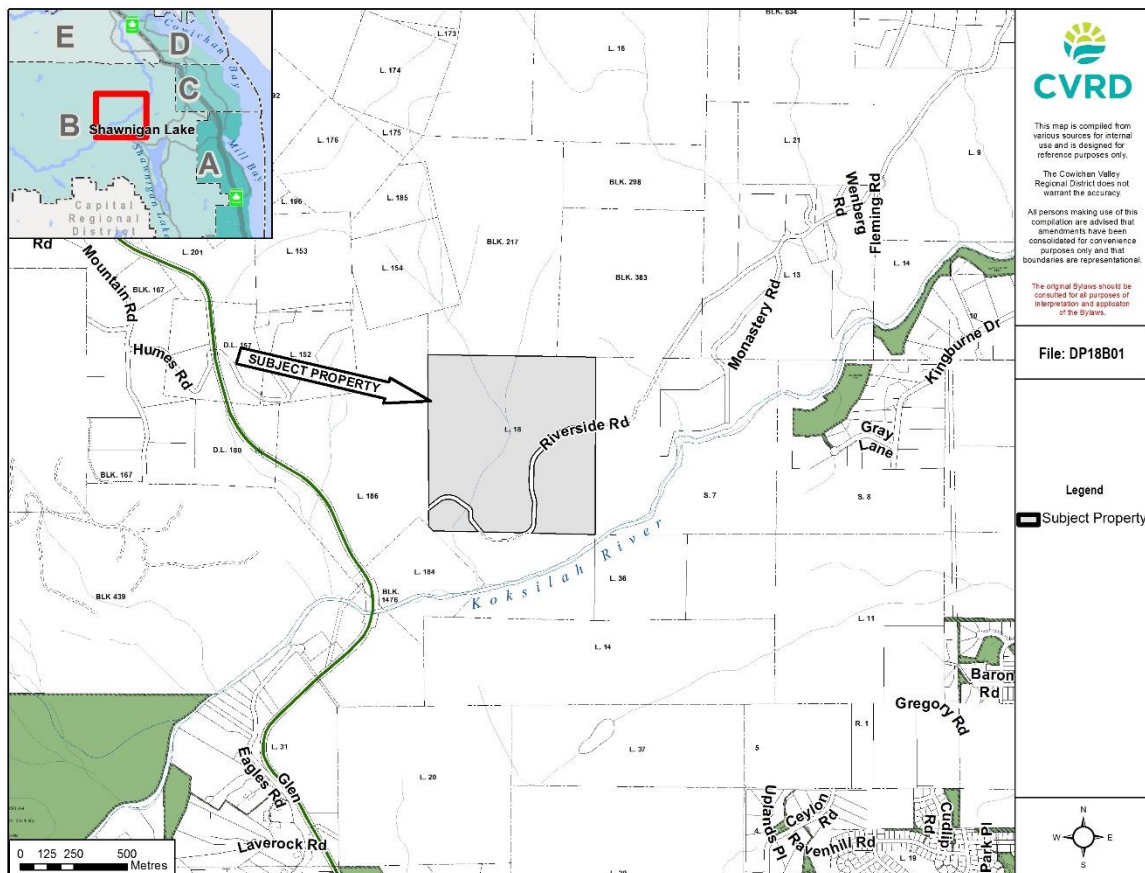 E
D
C
B
A
Cowichan Bay
Mill Bay
Shawnigan Lake
Shawnigan Lake
Capital
Regional
District
92
L. 173
L. 174
L. 175
L. 176
L. 185
L. 196
L. 16
BLK. 634
L. 21
L. 9
BLK. 298
BLK. 217
BLK. 383
Wenberg
Rd
Fleming Rd
L. 13
L. 14
Monastery Rd
10
Kingburne Dr
Gray
Lane
Rd
Mountain Rd
L. 201
L. 153
L. 154
BLK. 167
Humes Rd
D.L. 157
L. 152
SUBJECT PROPERTY
BLK. 167
D.L. 180
L. 186
L. 18
Riverside Rd
S. 7
S. 8
Koksilah River
L. 184
BLK.
1476
L. 36
BLK 439
L. 14
L. 11
Baron
Rd
Gregory Rd
R. 1
5
L. 37
L. 31
Eagles Rd
Glen
L. 20
Laverock Rd
Uplands Pl
Ceylon
Rd
Ravenhill Rd
Cudlip
Rd
Park Pl
L. 19
0 125 250 500
Metres
CVRD
This map is compiled from
various sources for internal
use and is designed for
reference purposes only.
The Cowichan Valley
Regional District does not
warrant the accuracy.
All persons making use of this
compilation are advised that
amendments have been
consolidated for convenience
purposes only and that
boundaries are representational.
The original Bylaws should be
consulted for all purposes of
interpretation and applicaton
of the Bylaws.
File: DP18B01
Legend
Subject Property
N
W E
S